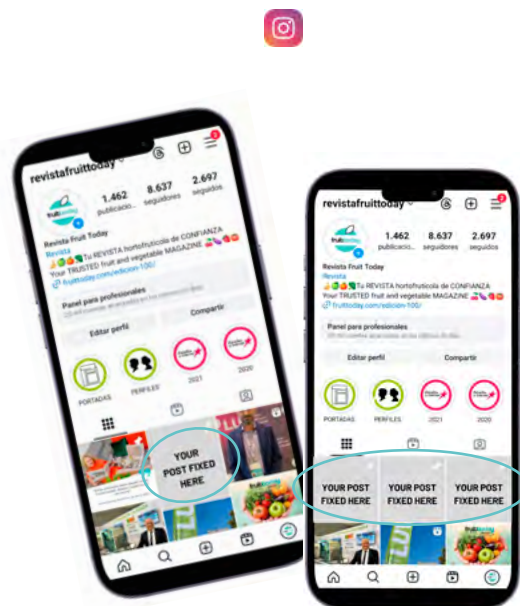 revistafruittoday
1.462 8.637 2.697
publicacio... seguidores seguidos
Revista Fruit Today
Revista
Tu REVISTA hortofrutícola de CONFIANZA
Your TRUSTED fruit and vegetable MAGAZINE
fruittoday.com/edicion-100/
Panel para profesionales
Editar perfil Compartir
PORTADAS PERFILES 2021 2020
YOUR
POST FIXED
HERE
revistafruittoday
1.462 8.637 2.697
publicacio... seguidores seguidos
Revista Fruit Today
Revista
Tu REVISTA hortofrutícola de CONFIANZA
Your TRUSTED fruit and vegetable MAGAZINE
fruittoday.com/edicion-100/
Panel para profesionales
Editar perfil Compartir
PORTADAS PERFILES 2021 2020
YOUR POST YOUR POST YOUR POST
FIXED HERE FIXED HERE FIXED HERE